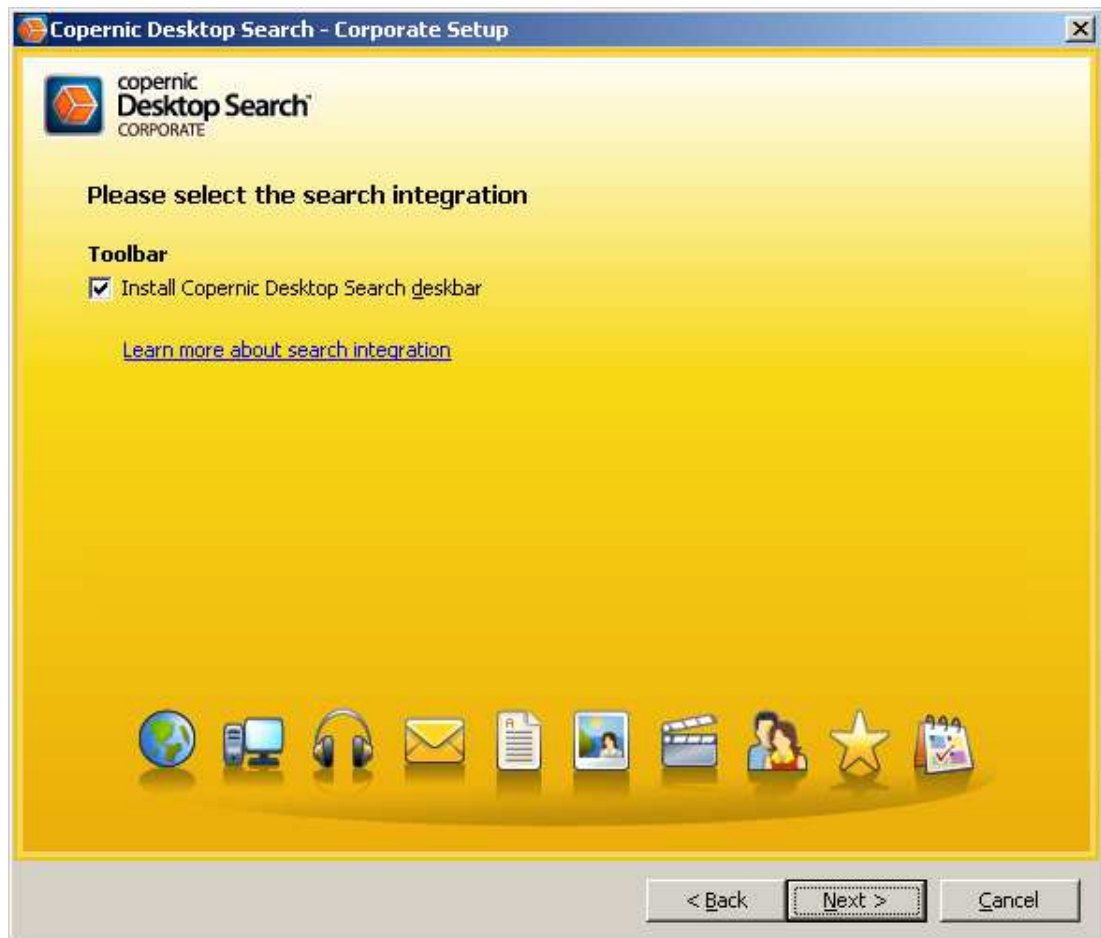 Copernic Desktop Search - Corporate Setup
copernic
Desktop Search™
CORPORATE
Please select the search integration
Toolbar
Install Copernic Desktop Search deskbar
Learn more about search integration
< Back Next > Cancel